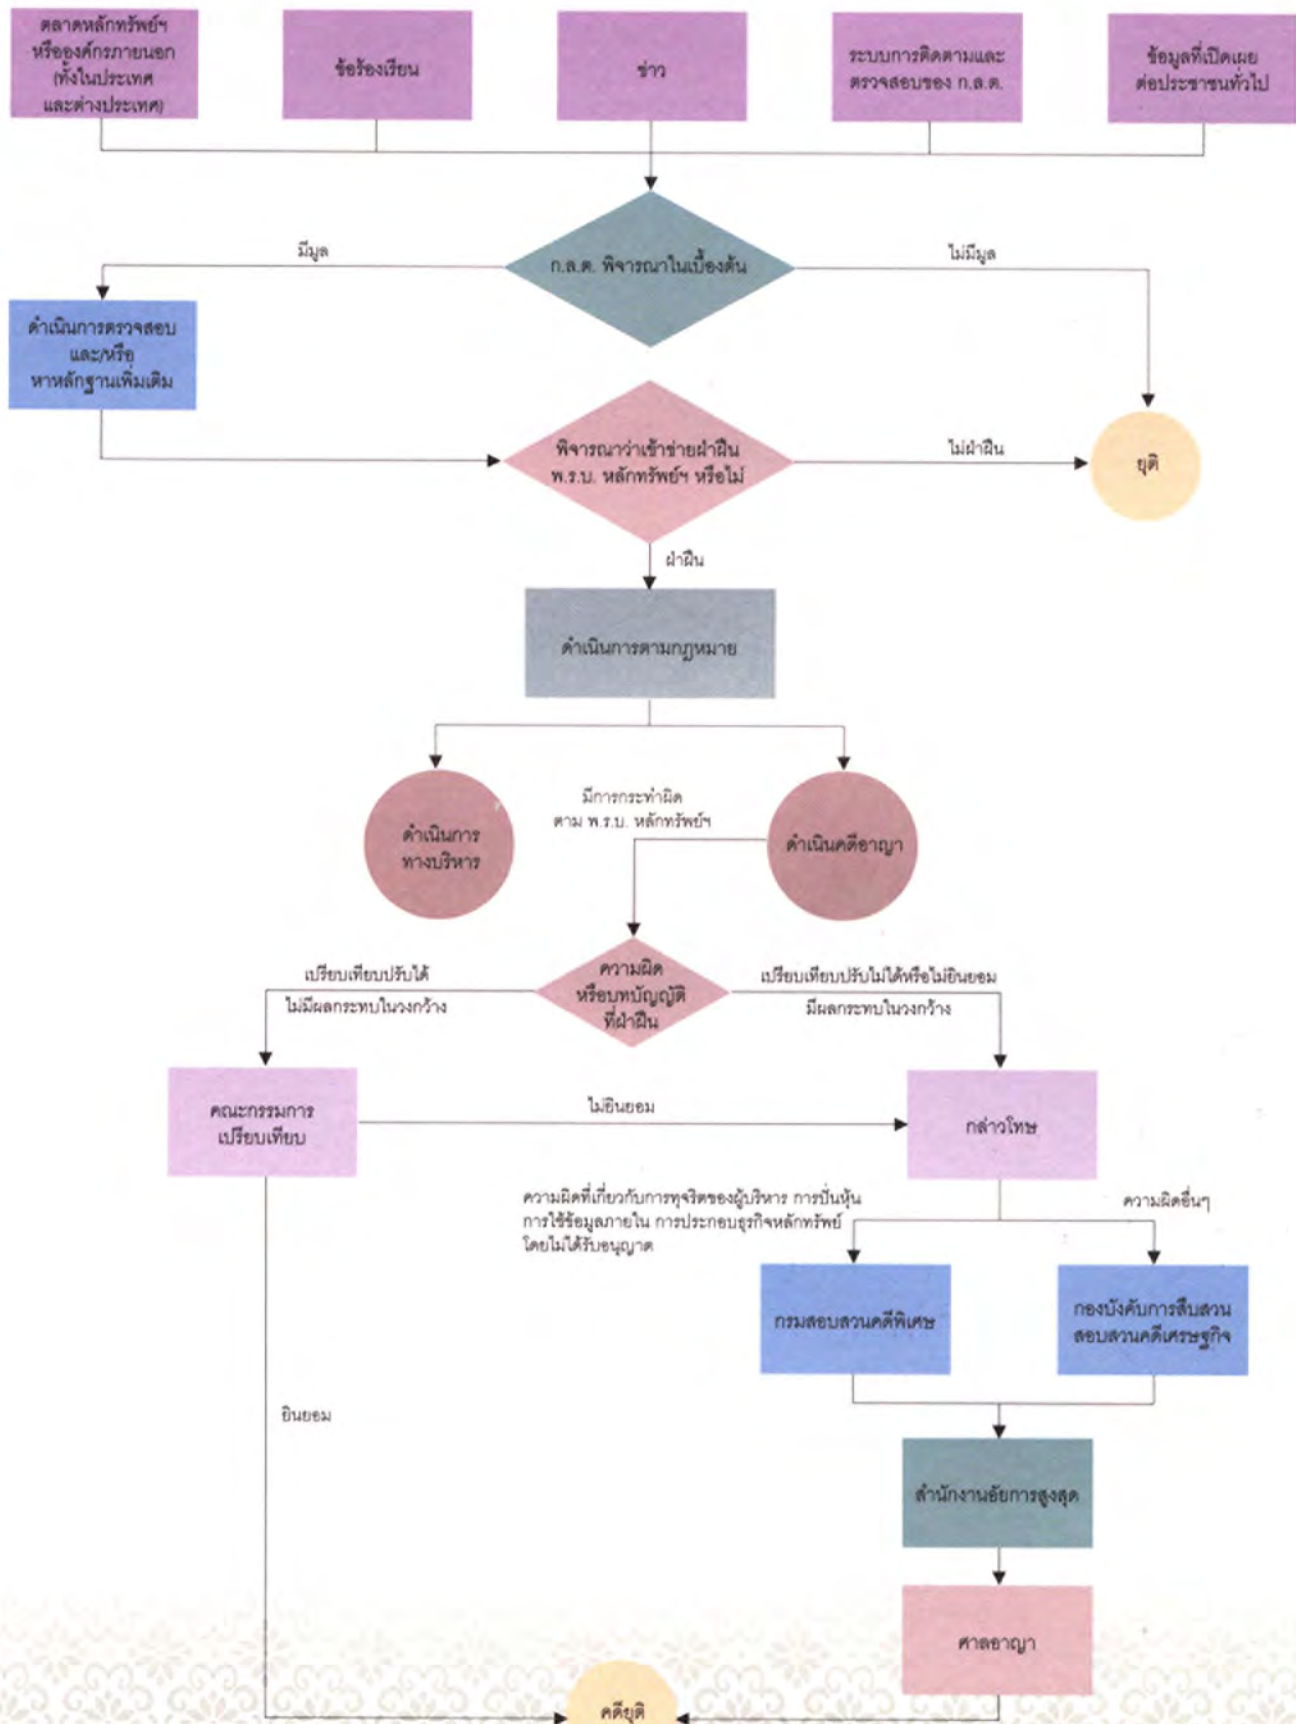 ตลาดหลักทรัพย์ฯ
หรือองค์กรภายนอก
(ทั้งในประเทศ
และต่างประเทศ)
ข้อร้องเรียน
ข่าว
ระบบการติดตามและ
ตรวจสอบของ ก.ล.ต.
ข้อมูลที่เปิดเผย
ต่อประชาชนทั่วไป
มีมูล
ก.ล.ต. พิจารณาในเบื้องต้น
ไม่มีมูล
ดำเนินการตรวจสอบ
และ/หรือ
หาหลักฐานเพิ่มเติม
พิจารณาว่าเข้าข่ายฝ่าฝืน
พ.ร.บ. หลักทรัพย์ฯ หรือไม่
ไม่ฝ่าฝืน
ยุติ
ฝ่าฝืน
ดำเนินการตามกฎหมาย
ดำเนินการ
ทางบริหาร
มีการกระทำผิด
ตาม พ.ร.บ. หลักทรัพย์ฯ
ดำเนินคดีอาญา
เปรียบเทียบปรับได้
ไม่มีผลกระทบในวงกว้าง
ความผิด
หรือบทบัญญัติ
ที่ฝ่าฝืน
เปรียบเทียบปรับไม่ได้หรือไม่ยินยอม
มีผลกระทบในวงกว้าง
คณะกรรมการ
เปรียบเทียบ
ไม่ยินยอม
กล่าวโทษ
ความผิดที่เกี่ยวกับการทุจริตของผู้บริหาร การปั่นหุ้น
การใช้ข้อมูลภายใน การประกอบธุรกิจหลักทรัพย์
โดยไม่ได้รับอนุญาต
ความผิดอื่นๆ
กรมสอบสวนคดีพิเศษ
กองบังคับการสืบสวน
สอบสวนคดีเศรษฐกิจ
ยินยอม
สำนักงานอัยการสูงสุด
ศาลอาญา
คดียุติ